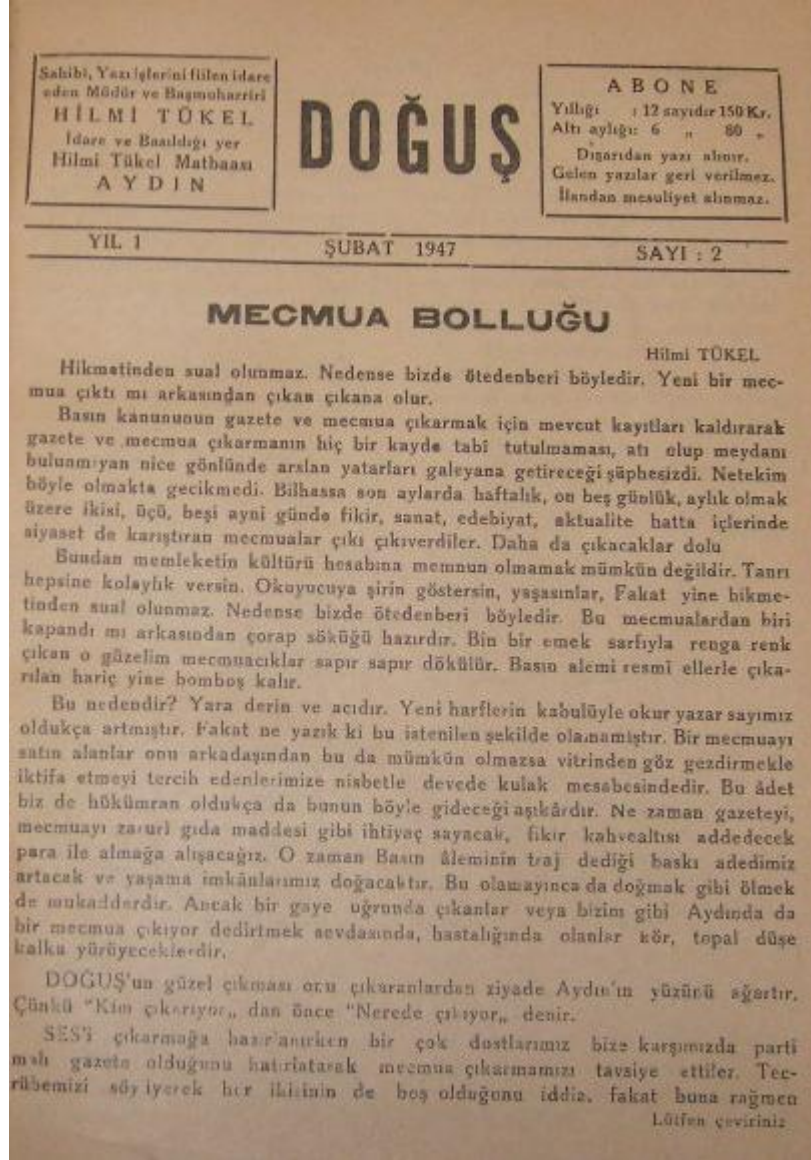 Sahibi, Yazı işlerini fiilen idare
eden Müdür ve Başmuharriri
HİLMİ TÜKEL
İdare ve Basıldığı yer
Hilmi Tükel Matbaası
AYDIN
DOĞUŞ
ABONE
Yıllığı : 12 sayıdır 150 Kr.
Altı aylığı: 6 „ 80 „
Dışarıdan yazı alınır.
Gelen yazılar geri verilmez.
İlandan mesuliyet alınmaz.
YIL 1 ŞUBAT 1947 SAYI : 2
MECMUA BOLLUĞU
Hilmi TÜKEL
Hikmetinden sual olunmaz. Nedense bizde ötedenberi böyledir. Yeni bir mec-
mua çıktı mı arkasından çıkan çıkana olur.
Basın kanununun gazete ve mecmua çıkarmak için mevcut kayıtları kaldırarak
gazete ve mecmua çıkarmanın hiç bir kayde tabî tutulmaması, atı olup meydanı
bulunmıyan nice gönlünde arslan yatarları galeyana getireceği şüphesizdi. Netekim
böyle olmakta gecikmedi. Bilhassa son aylarda haftalık, on beş günlük, aylık olmak
üzere ikisi, üçü, beşi ayni günde fikir, sanat, edebiyat, aktualite hatta içlerinde
siyaset de karıştıran mecmualar çıkı çıkıverdiler. Daha da çıkacaklar dolu
Bundan memleketin kültürü hesabına memnun olmamak mümkün değildir. Tanrı
hepsine kolaylık versin. Okuyucuya şirin göstersin, yaşasınlar, Fakat yine hikme-
tinden sual olunmaz. Nedense bizde ötedenberi böyledir. Bu mecmualardan biri
kapandı mı arkasından çorap söküğü hazırdır. Bin bir emek sarfıyla renga renk
çıkan o güzelim mecmuacıklar sapır sapır dökülür. Basın alemi resmî ellerle çıka-
rılan hariç yine bomboş kalır.
Bu nedendir? Yara derin ve acıdır. Yeni harflerin kabulüyle okur yazar sayımız
oldukça artmıştır. Fakat ne yazık ki bu istenilen şekilde olamamıştır. Bir mecmuayı
satın alanlar onu arkadaşından bu da mümkün olmazsa vitrinden göz gezdirmekle
iktifa etmeyi tercih edenlerimize nisbetle devede kulak mesabesindedir. Bu âdet
biz de hükümran oldukça da bunun böyle gideceği aşıkârdır. Ne zaman gazeteyi,
mecmuayı zarurî gıda maddesi gibi ihtiyaç sayacak, fikir kahvealtısı addedecek
para ile almağa alışacağız. O zaman Basın âleminin traj dediği baskı adedimiz
artacak ve yaşama imkânlarımız doğacaktır. Bu olamayınca da doğmak gibi ölmek
de mukadderdir. Ancak bir gaye uğrunda çıkanlar veya bizim gibi Aydında da
bir mecmua çıkıyor dedirtmek sevdasında, hastalığında olanlar kör, topal düşe
kalka yürüyeceklerdir.
DOĞUŞ'un güzel çıkması onu çıkaranlardan ziyade Aydın'ın yüzünü ağartır.
Çünkü "Kim çıkarıyor„ dan önce "Nerede çıkıyor„ denir.
SES'i çıkarmağa hazırlanırken bir çok dostlarımız bize karşımızda parti
malı gazete olduğunu hatırlatarak mecmua çıkarmamızı tavsiye ettiler. Tec-
rübemizi söyliyerek her ikisinin de boş olduğunu iddia, fakat buna rağmen
Lütfen çeviriniz